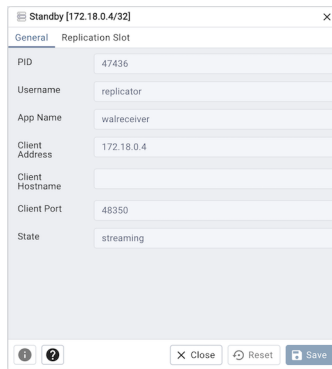 Standby [172.18.0.4/32]
General Replication Slot
PID 47436
Username replicator
App Name walreceiver
Client
Address 172.18.0.4
Client
Hostname
Client Port 48350
State streaming
Close Reset Save